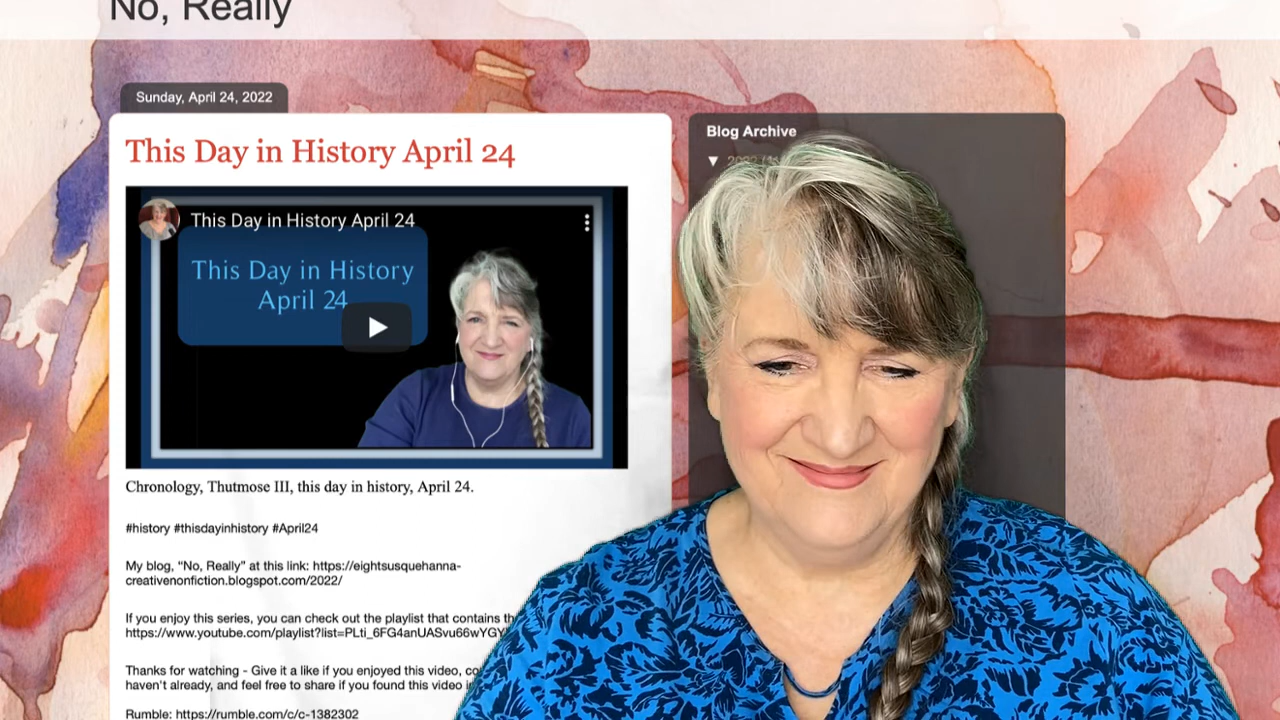 No, Really
Sunday, April 24, 2022
This Day in History April 24
Blog Archive
This Day in History April 24
This Day in History
April 24
Chronology, Thutmose III, this day in history, April 24.
#history #thisdayinhistory #April24
My blog, “No, Really” at this link: https://eightsusquehanna-
creativenonfiction.blogspot.com/2022/
If you enjoy this series, you can check out the playlist that contains
https://www.youtube.com/playlist?list=PLti_6FG4anUASvu66wYGY
Thanks for watching - Give it a like if you enjoyed this video,
haven't already, and feel free to share if you found this video
Rumble: https://rumble.com/c/c-1382302